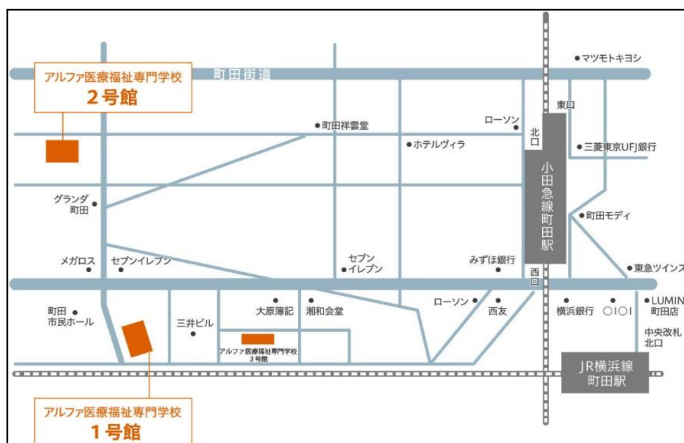 ●マツモトキヨシ
アルファ医療福祉専門学校
2号館
町田街道
東口
●町田祥雲堂
ローソン
北口
●ホテルヴィラ
●三菱東京UFJ銀行
小田急線町田駅
グランダ
町田
●町田モディ
メガロス
セブンイレブン
セブン
イレブン
みずほ銀行
西口
●東急ツインズ
町田
市民ホール
三井ビル
大原簿記
湘和会堂
ローソン
西友
横浜銀行
○I○I
LUMIN
町田店
アルファ医療福祉専門学校
3号館
中央改札
北口
JR横浜線
町田駅
アルファ医療福祉専門学校
1号館